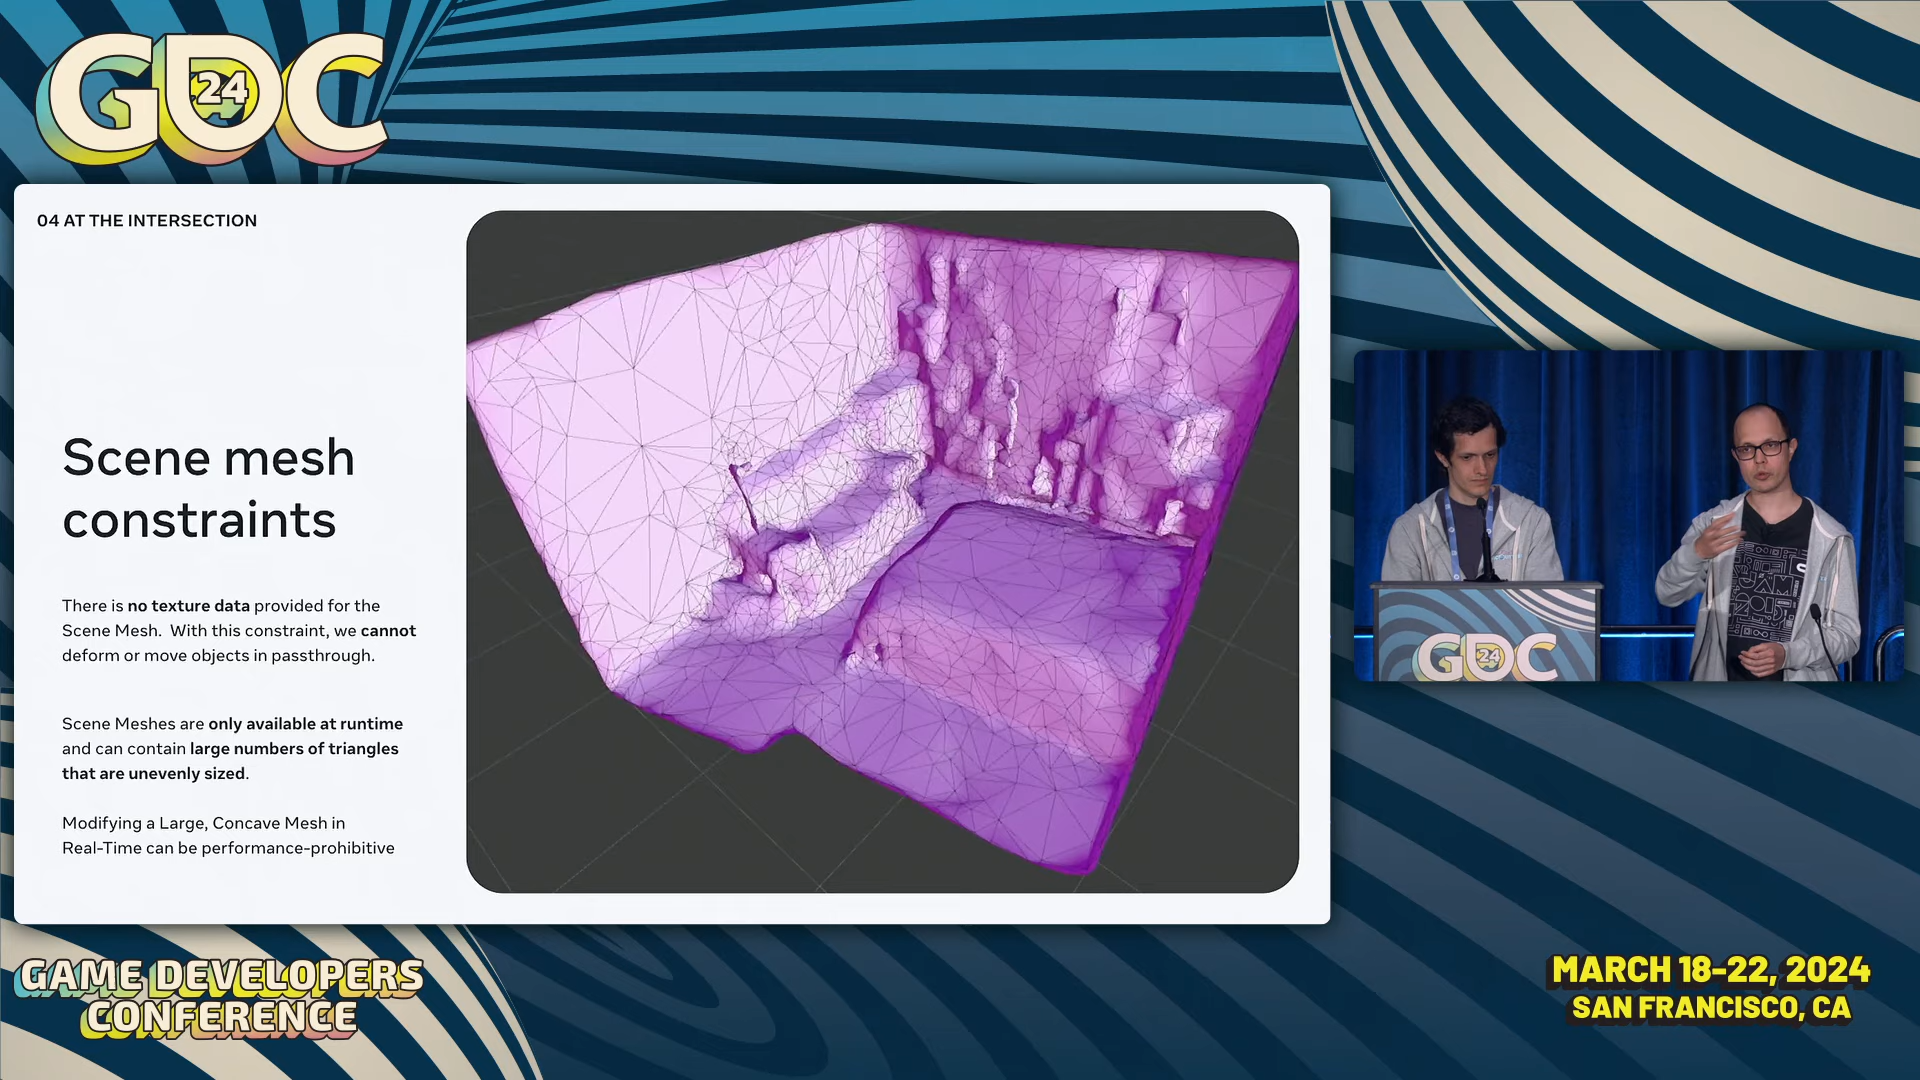 GDC
24
04 AT THE INTERSECTION
Scene mesh
constraints
There is no texture data provided for the
Scene Mesh. With this constraint, we cannot
deform or move objects in passthrough.
Scene Meshes are only available at runtime
and can contain large numbers of triangles
that are unevenly sized.
Modifying a Large, Concave Mesh in
Real-Time can be performance-prohibitive
GDC
24
GAME DEVELOPERS
CONFERENCE
MARCH 18-22, 2024
SAN FRANCISCO, CA